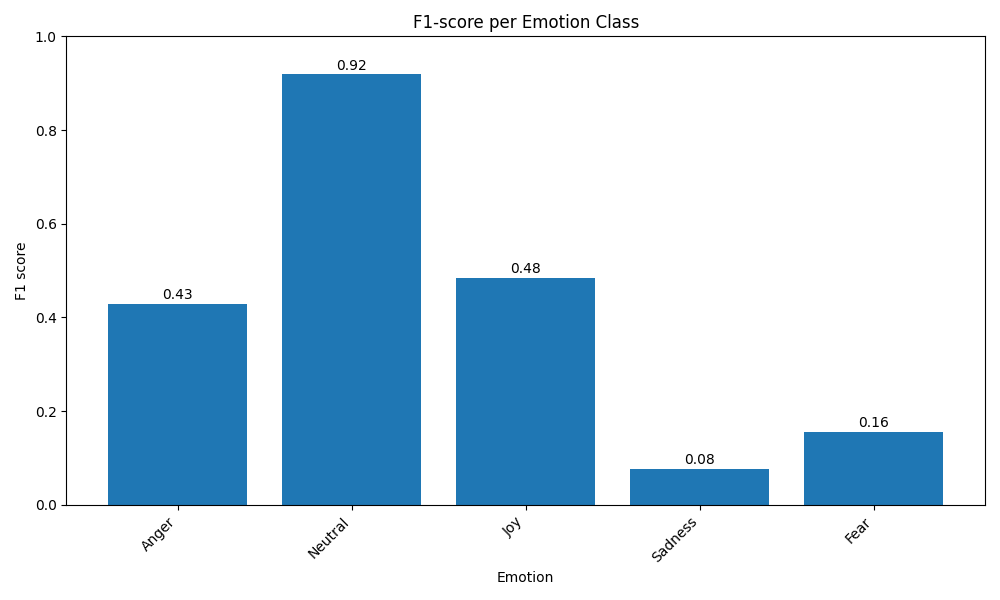 F1-score per Emotion Class
F1 score
1.0
0.8
0.6
0.4
0.2
0.0
0.43
0.92
0.48
0.08
0.16
Anger
Neutral
Joy
Sadness
Fear
Emotion